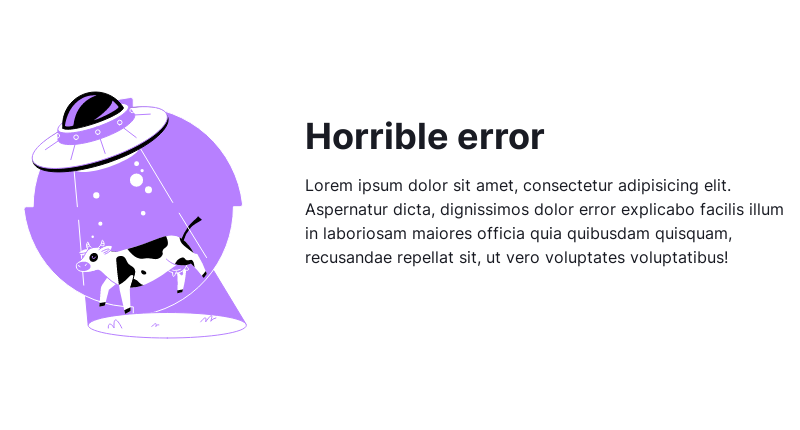 Horrible error
Lorem ipsum dolor sit amet, consectetur adipisicing elit.
Aspernatur dicta, dignissimos dolor error explicabo facilis illum
in laboriosam maiores officia quia quibusdam quisquam,
recusandae repellat sit, ut vero voluptates voluptatibus!